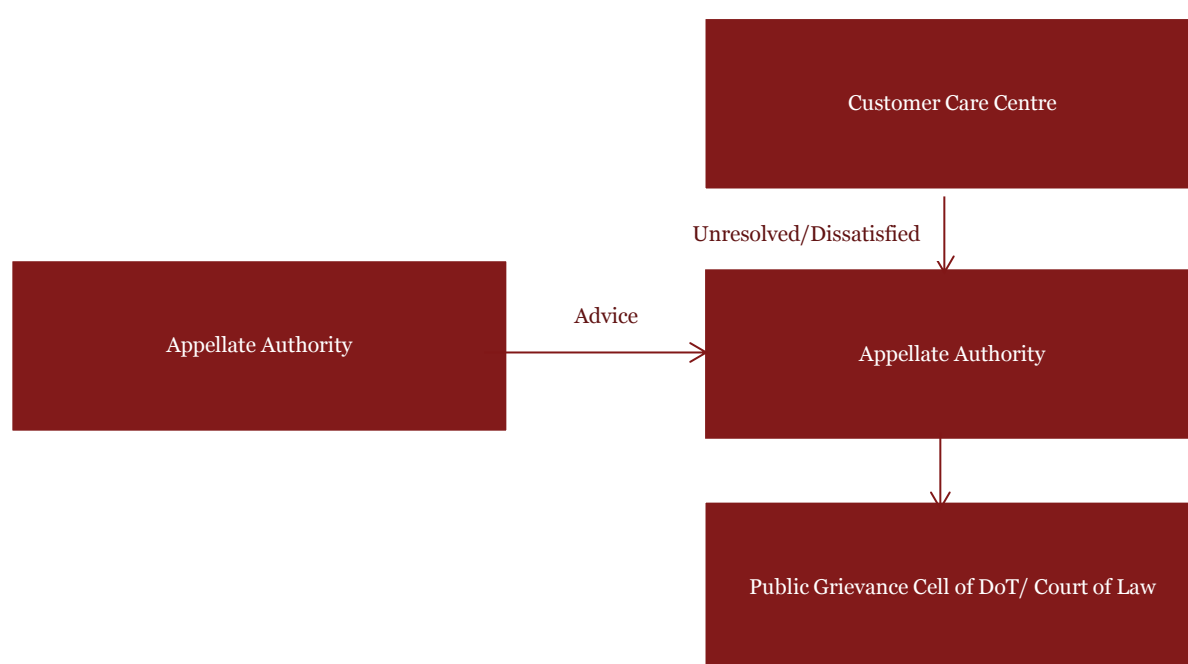 Customer Care Centre
Unresolved/Dissatisfied
Appellate Authority
Advice
Appellate Authority
Public Grievance Cell of DoT/ Court of Law